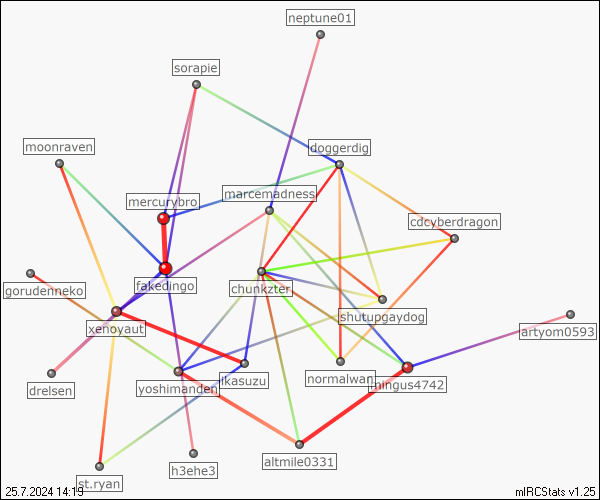 neptune01
sorapie
doggerdig
moonraven
marcemadness
mercurybro
cdcyberdragon
fakedingo
chunkzter
gorudenneko
shutupgaydog
xenoyaut
artyom0593
ikasuzu
normalwan
mingus4742
drelsen
yoshimanden
altmile0331
h3ehe3
st.ryan
25.7.2024 14:19
mIRCStats v1.25